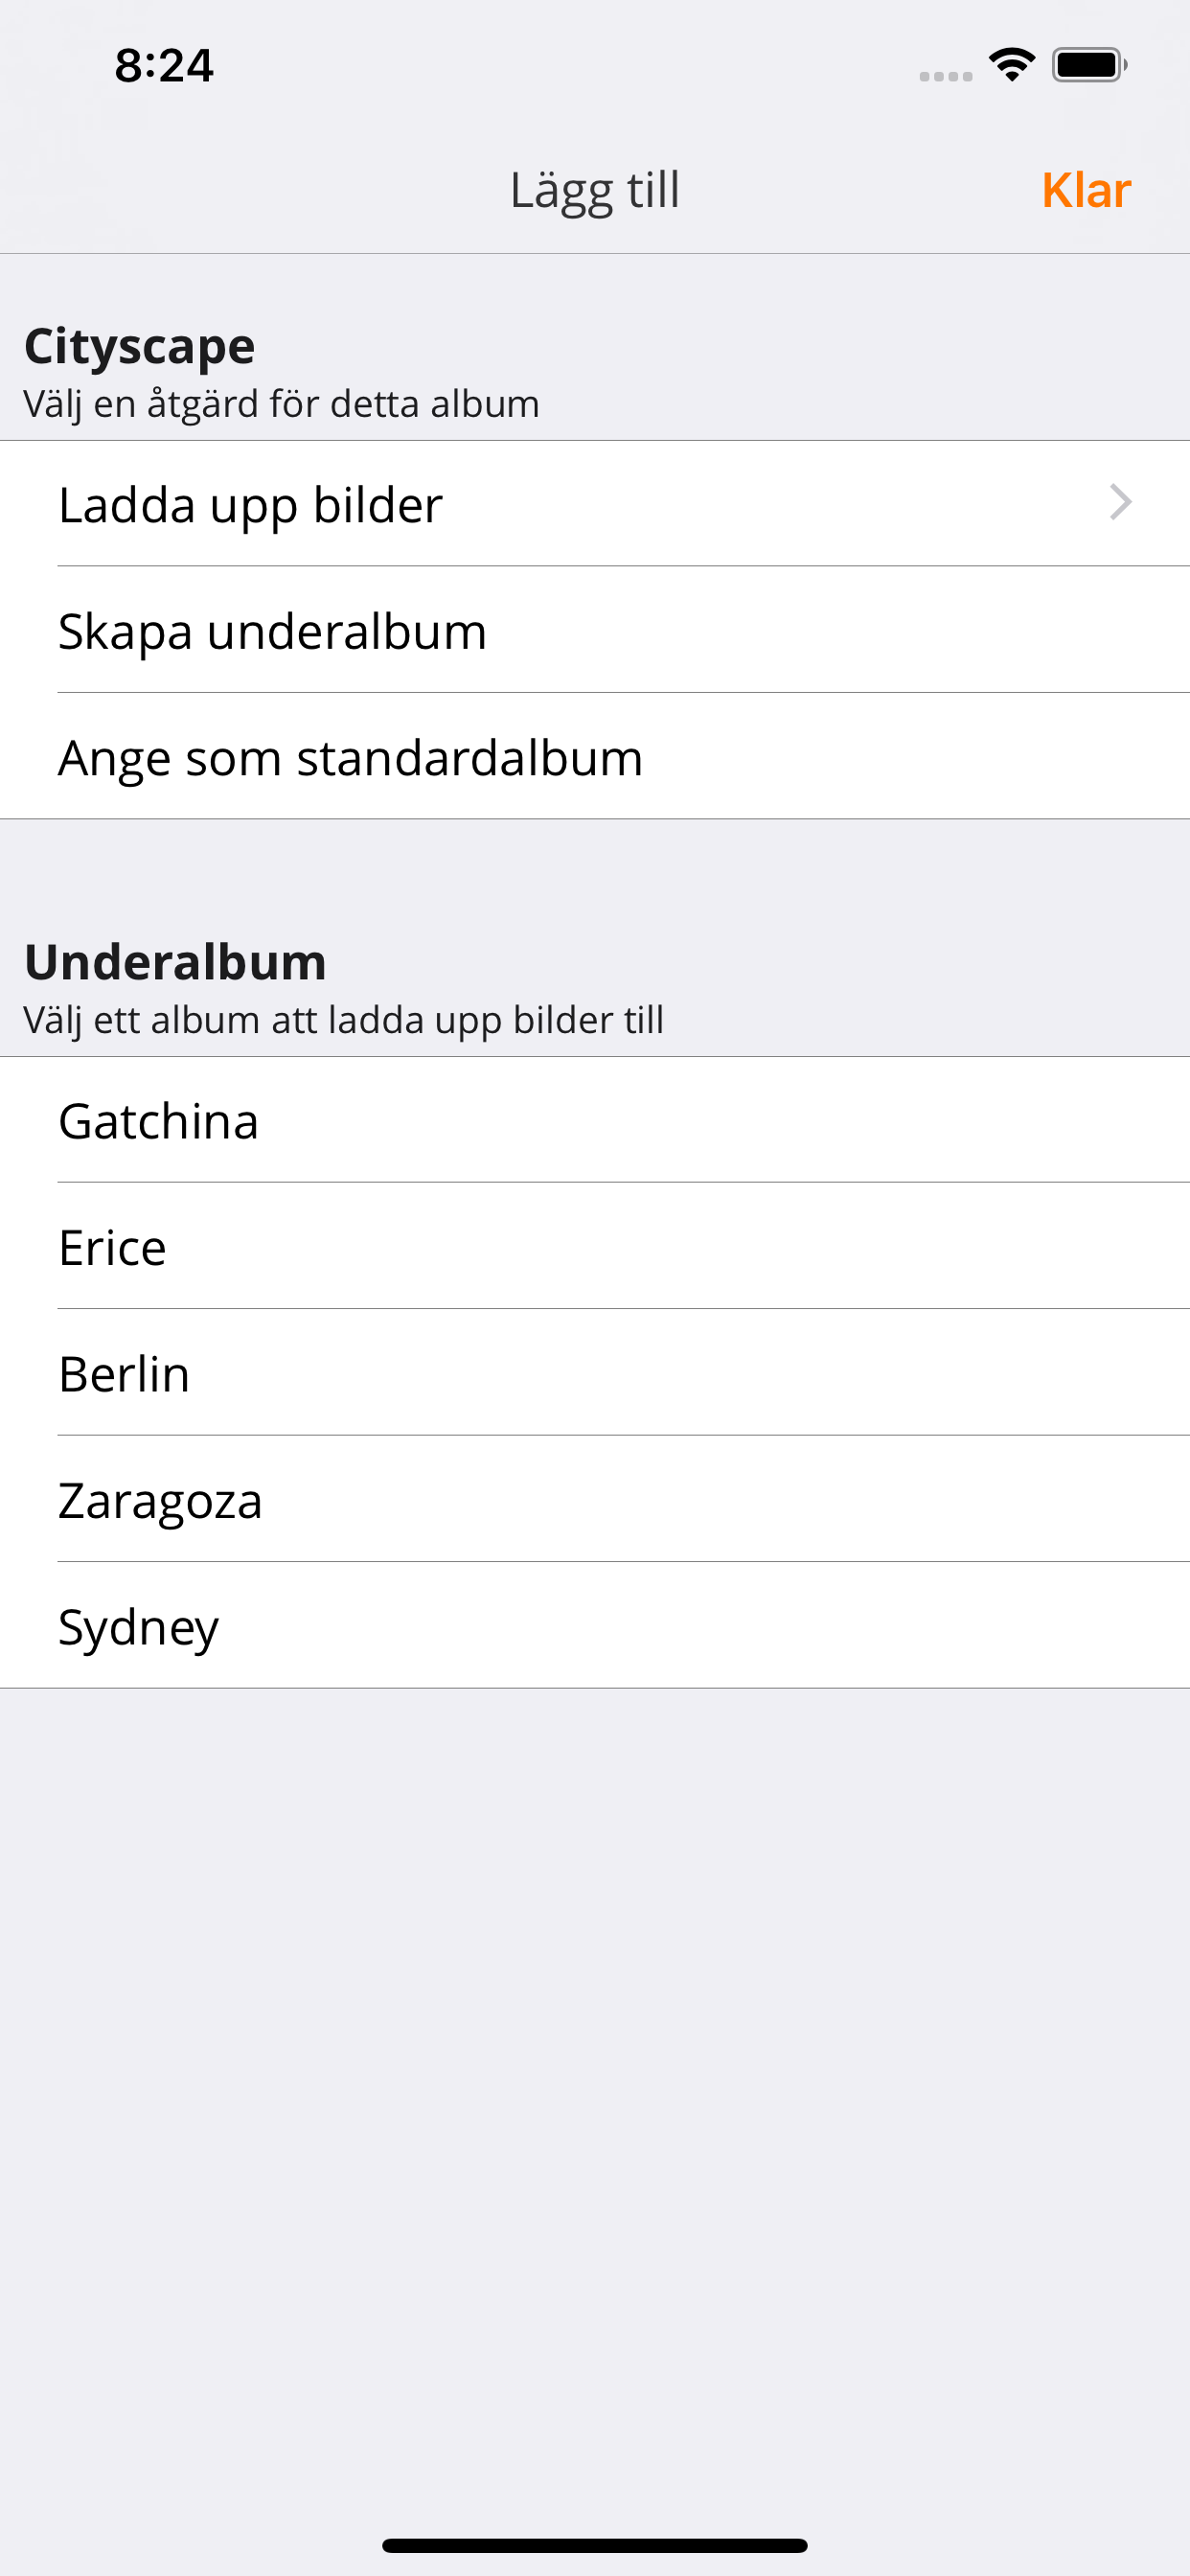 8:24
Lägg till
Klar
Cityscape
Välj en åtgärd för detta album
Ladda upp bilder
Skapa underalbum
Ange som standardalbum
Underalbum
Välj ett album att ladda upp bilder till
Gatchina
Erice
Berlin
Zaragoza
Sydney